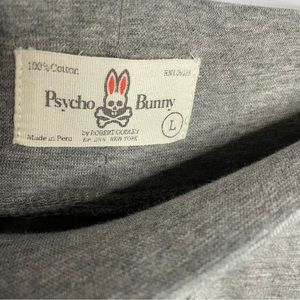 100% Cotton
Psycho Bunny
by ROBERT GODLEY
L
Made in Peru
NEW YORK